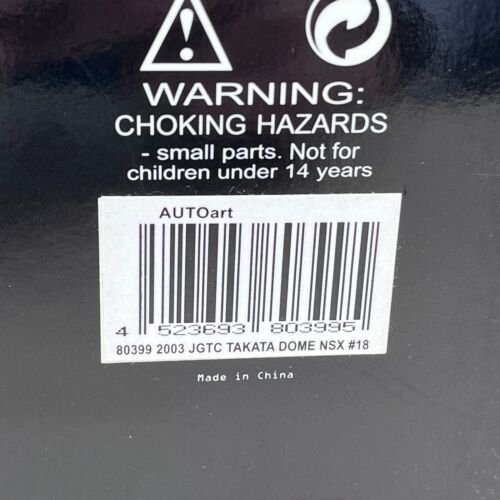 WARNING:
CHOKING HAZARDS
- small parts. Not for
children under 14 years
AUTOart
4 523693 803995
80399 2003 JGTC TAKATA DOME NSX #18
Made in China